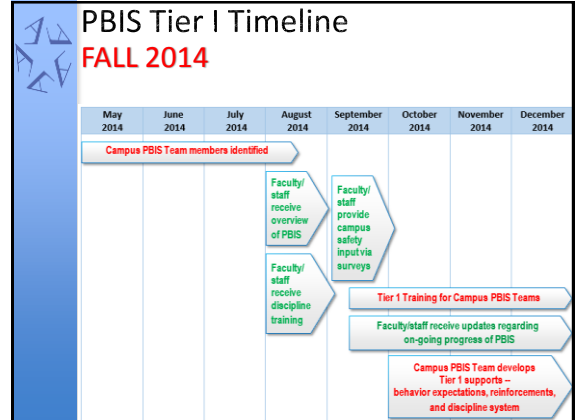 PBIS Tier I Timeline
FALL 2014
May 2014
June 2014
July 2014
August 2014
September 2014
October 2014
November 2014
December 2014
Campus PBIS Team members identified
Faculty/
staff
receive
overview
of PBIS
Faculty/
staff
provide
campus
safety
input via
surveys
Faculty/
staff
receive
discipline
training
Tier 1 Training for Campus PBIS Teams
Faculty/staff receive updates regarding
on-going progress of PBIS
Campus PBIS Team develops
Tier 1 supports –
behavior expectations, reinforcements,
and discipline system
A
A
A
A
A